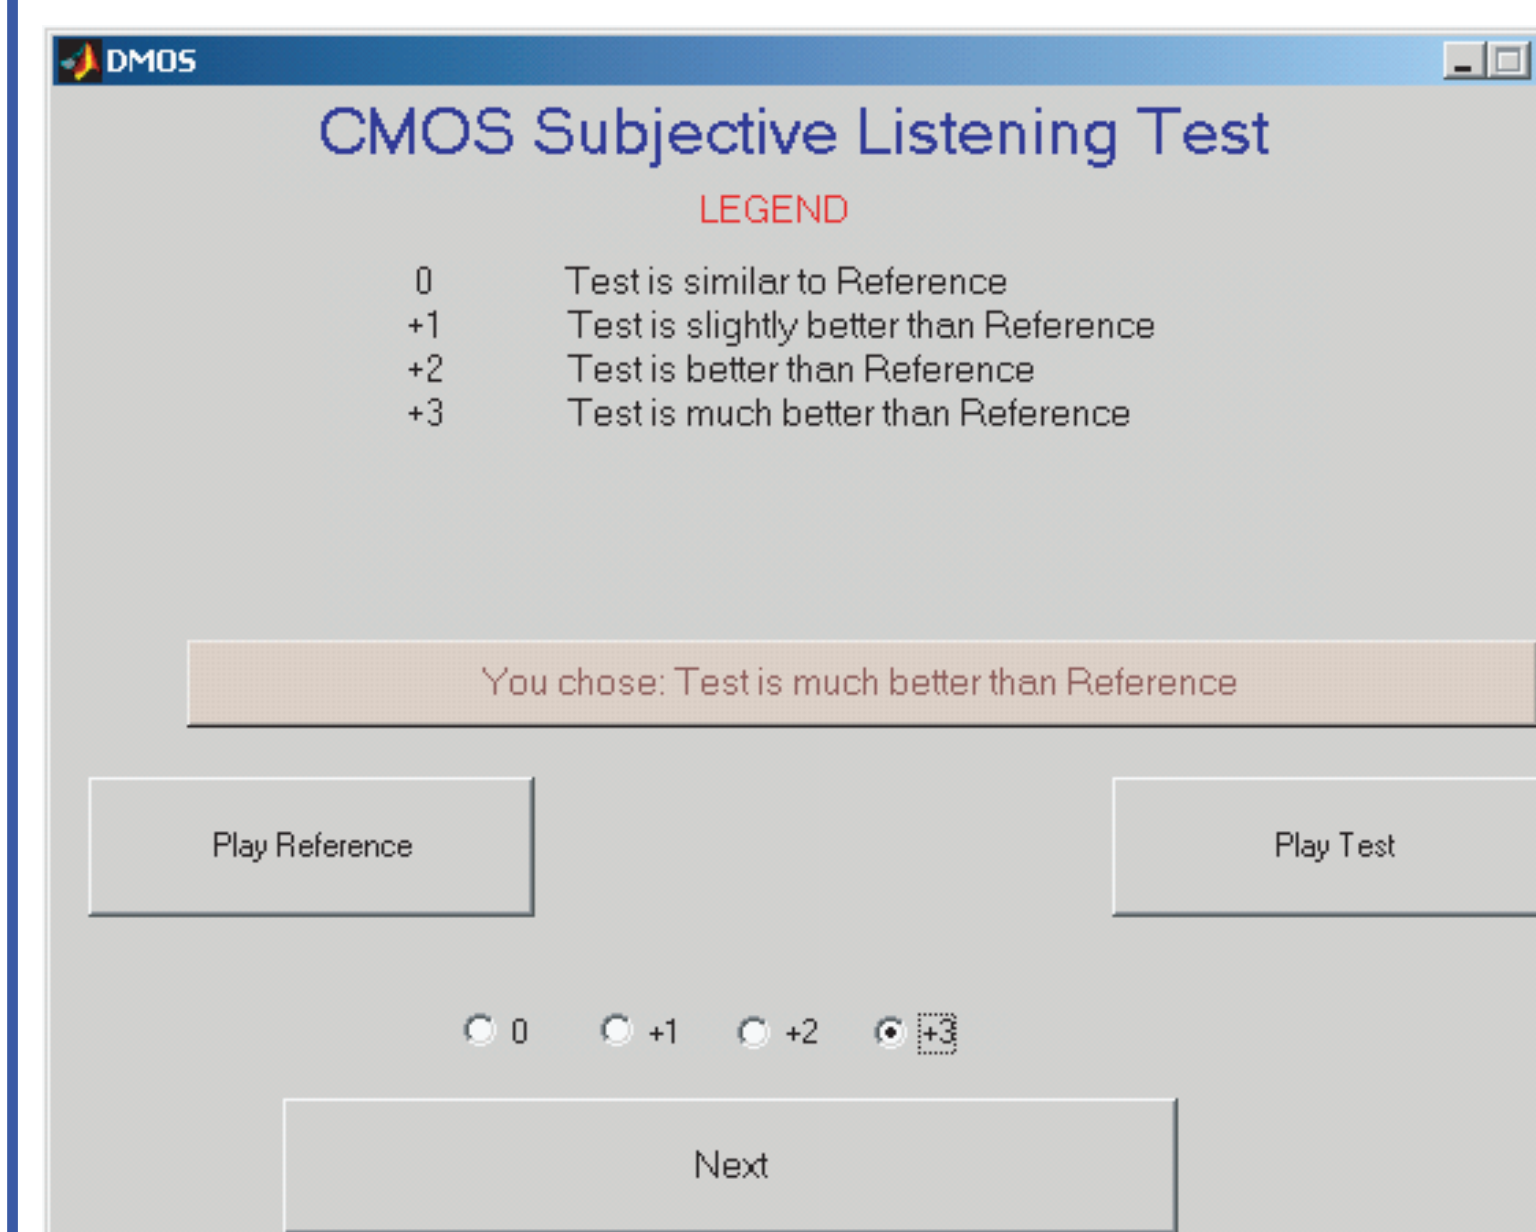 DMOS
CMOS Subjective Listening Test
LEGEND
0 Test is similar to Reference
+1 Test is slightly better than Reference
+2 Test is better than Reference
+3 Test is much better than Reference
You chose: Test is much better than Reference
Play Reference Play Test
0 +1 +2 +3
Next